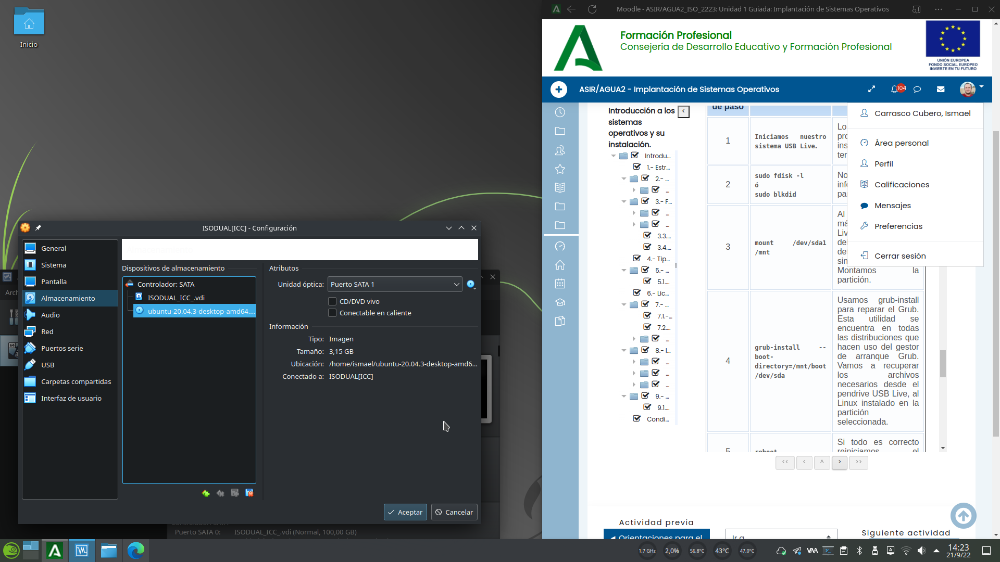 Inicio
ISODUAL[ICC] - Configuración
General
Sistema
Pantalla
Almacenamiento
Audio
Red
Puertos serie
USB
Carpetas compartidas
Interfaz de usuario
Dispositivos de almacenamiento
Controlador: SATA
ISODUAL_ICC_.vdi
ubuntu-20.04.3-desktop-amd64....
Atributos
Unidad óptica: Puerto SATA 1
CD/DVD vivo
Conectable en caliente
Información
Tipo: Imagen
Tamaño: 3,15 GB
Ubicación: /home/ismael/ubuntu-20.04.3-desktop-amd6...
Conectado a: ISODUAL[ICC]
Aceptar
Cancelar
Arch
64
Puerto SATA 0: ISODUAL_ICC_.vdi (Normal, 100,00 GB)
Moodle - ASIR/AGUA2_ISO_2223: Unidad 1 Guiada: Implantación de Sistemas Operativos
Formación Profesional
Consejería de Desarrollo Educativo y Formación Profesional
UNIÓN EUROPEA
FONDO SOCIAL EUROPEO
INVIERTE EN TU FUTURO
ASIR/AGUA2 - Implantación de Sistemas Operativos
104
Introducción a los
sistemas
operativos y su
instalación.
<
Introdu...
1.- Estr...
2.- ...
...
3.- F...
...
...
3.3....
3.4....
4.- Tip...
5.- ...
5.1....
6.- Lic...
7.- ...
7.1.-...
7.2....
...
8.- I...
...
...
...
9.- ...
9.1....
Condi...
de paso
1
Iniciamos nuestro
sistema USB Live.
Lo
pro
ins
ter
2
sudo fdisk -l
ó
sudo blkdid
No
inf
pa
3
mount /dev/sda1
/mnt
Al
má
Liv
del
det
sin
Montamos la
partición.
4
grub-install --
boot-
directory=/mnt/boot
/dev/sda
Usamos grub-install
para reparar el Grub.
Esta utilidad se
encuentra en todas
las distribuciones que
hacen uso del gestor
de arranque Grub.
Vamos a recuperar
los archivos
necesarios desde el
pendrive USB Live, al
Linux instalado en la
partición
seleccionada.
5
reboot
Si todo es correcto
reiniciamos el
Carrasco Cubero, Ismael
Área personal
Perfil
Calificaciones
Mensajes
Preferencias
Cerrar sesión
<< < ^ > >>
Actividad previa
◄ Orientaciones para el
Ir a
Siguiente actividad
1,7 GHz
2,0%
56,8°C
43°C
47,0°C
14:23
21/9/22